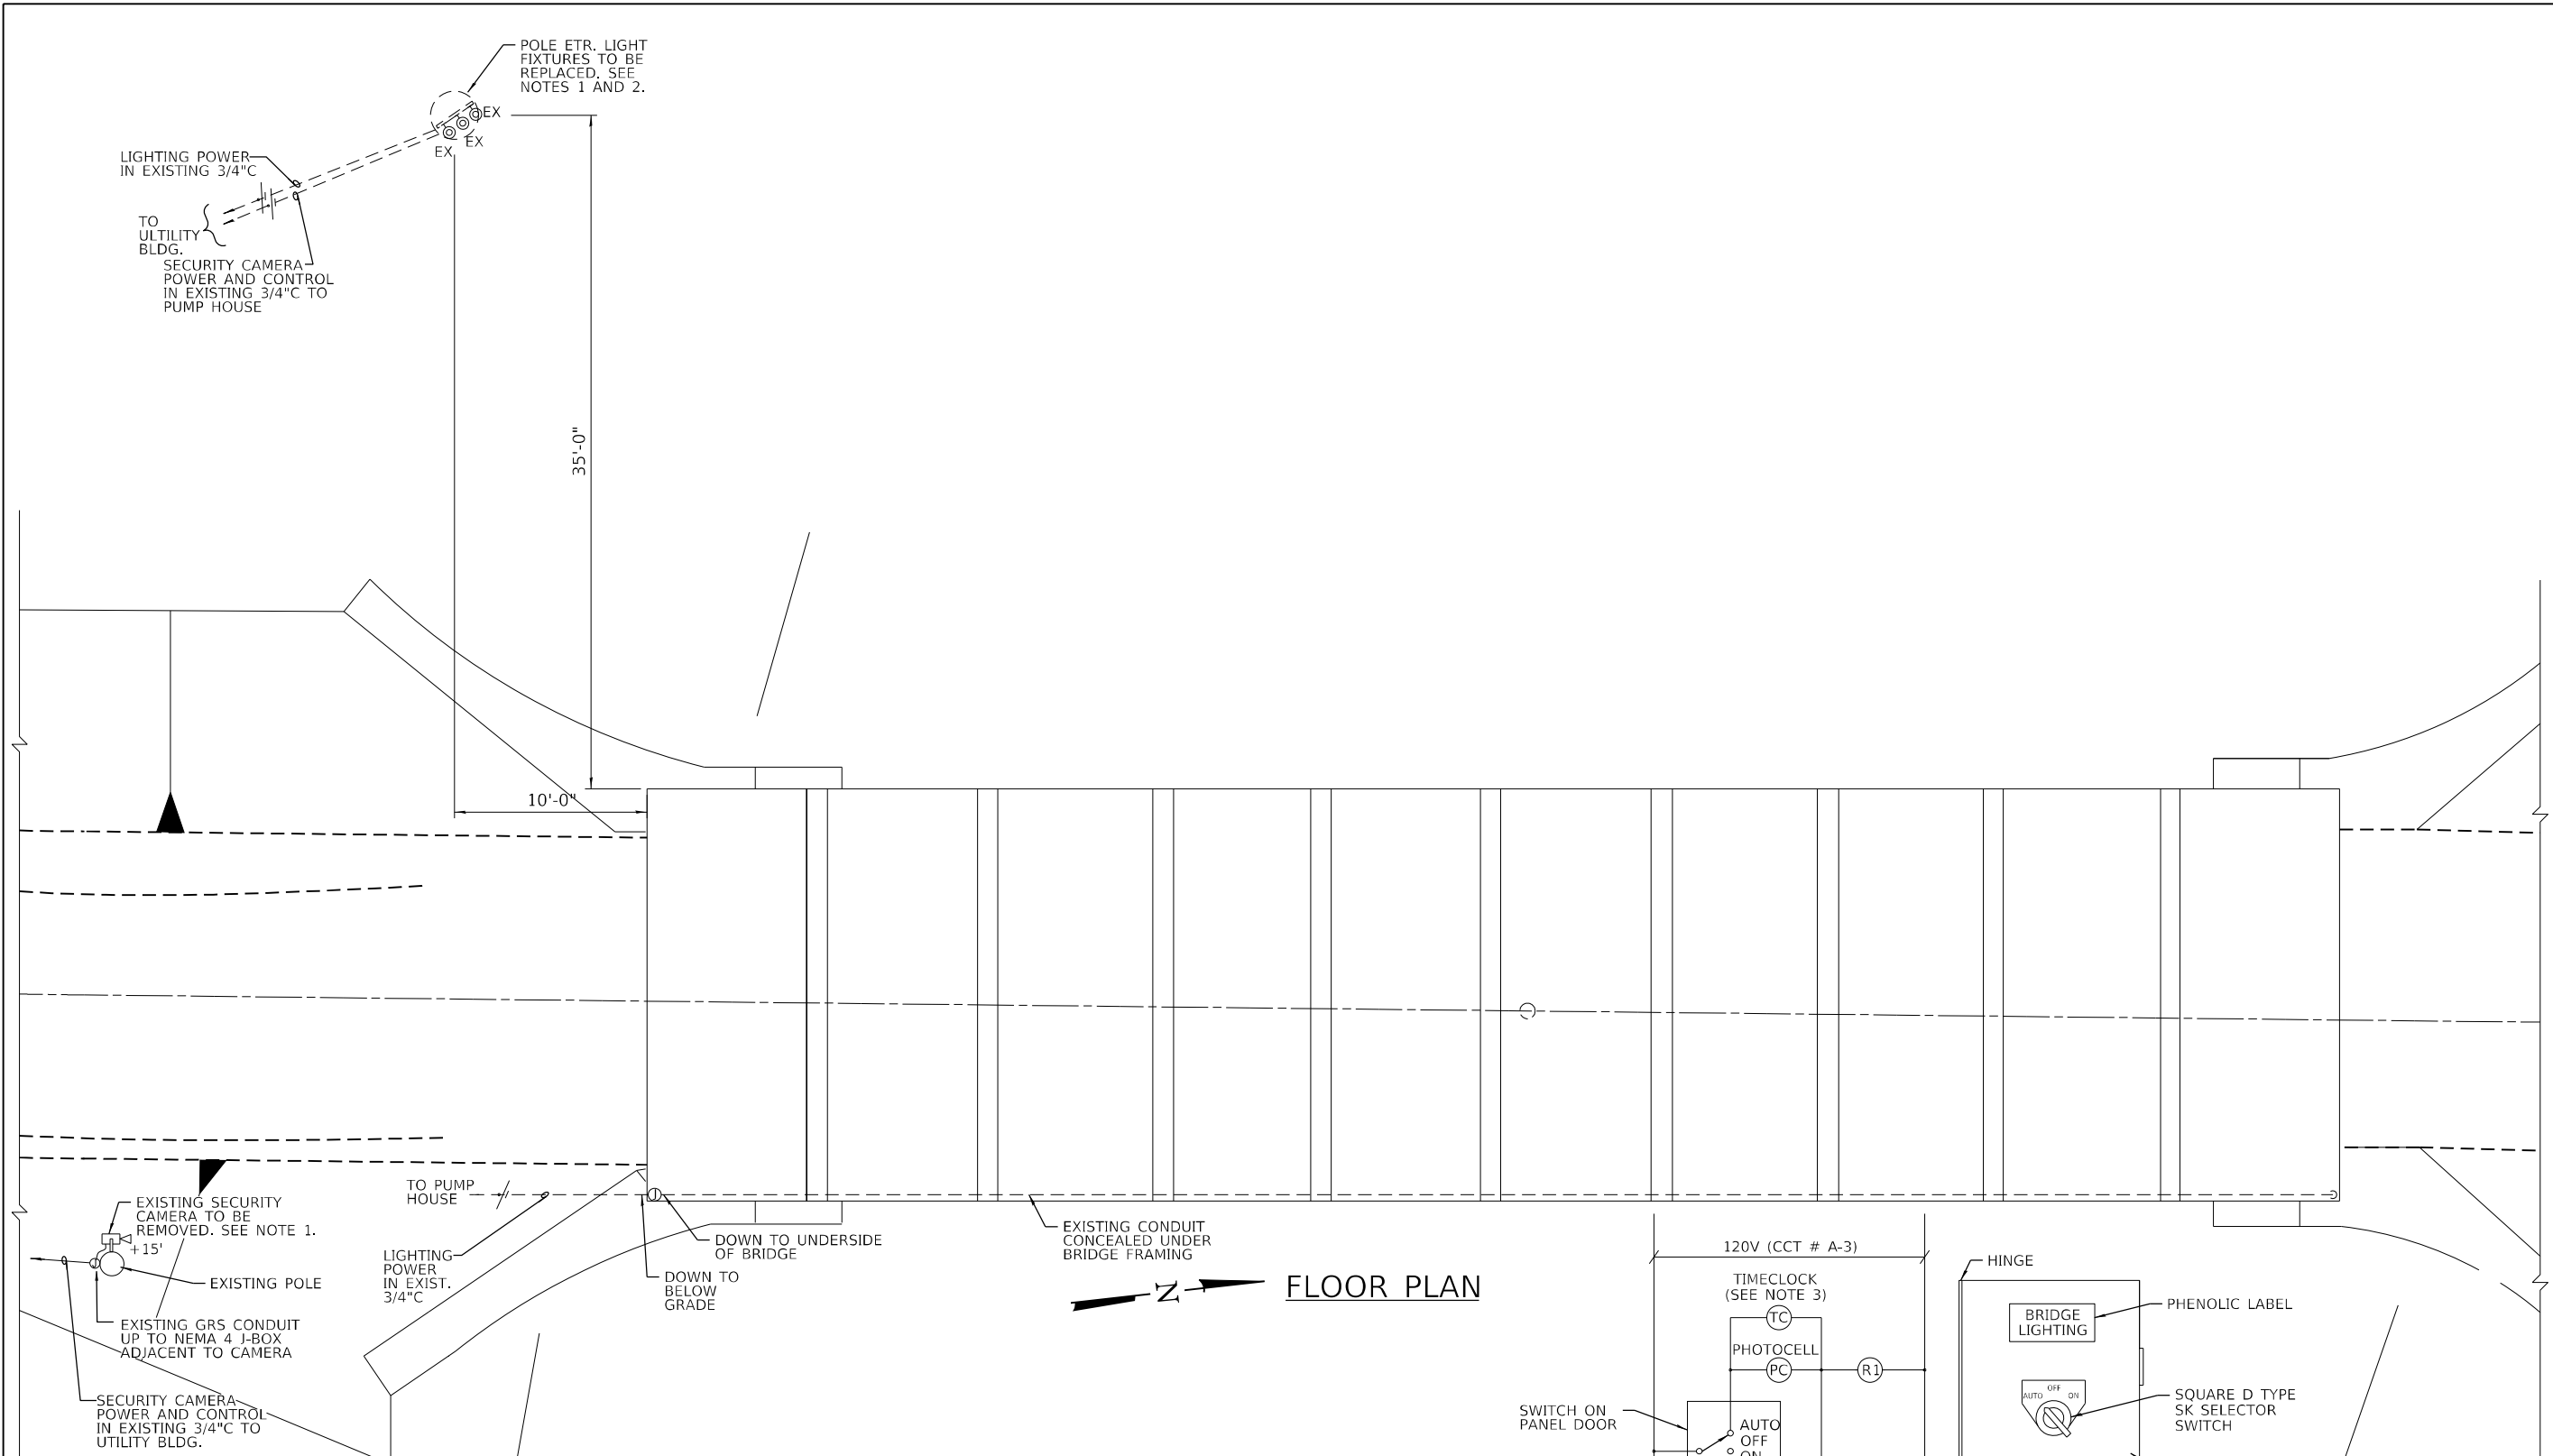 POLE ETR. LIGHT
FIXTURES TO BE
REPLACED. SEE
NOTES 1 AND 2.
EX
EX
EX
LIGHTING POWER
IN EXISTING 3/4"C
TO
ULTILITY
BLDG.
SECURITY CAMERA
POWER AND CONTROL
IN EXISTING 3/4"C TO
PUMP HOUSE
35'-0"
10'-0"
TO PUMP
HOUSE
EXISTING SECURITY
CAMERA TO BE
REMOVED. SEE NOTE 1.
+15'
EXISTING POLE
EXISTING GRS CONDUIT
UP TO NEMA 4 J-BOX
ADJACENT TO CAMERA
SECURITY CAMERA
POWER AND CONTROL
IN EXISTING 3/4"C TO
UTILITY BLDG.
LIGHTING
POWER
IN EXIST.
3/4"C
DOWN TO UNDERSIDE
OF BRIDGE
DOWN TO
BELOW
GRADE
EXISTING CONDUIT
CONCEALED UNDER
BRIDGE FRAMING
N
FLOOR PLAN
120V (CCT # A-3)
TIMECLOCK
(SEE NOTE 3)
TC
PHOTOCELL
PC
R1
SWITCH ON
PANEL DOOR
AUTO
OFF
ON
HINGE
BRIDGE
LIGHTING
PHENOLIC LABEL
OFF
AUTO
ON
SQUARE D TYPE
SK SELECTOR
SWITCH